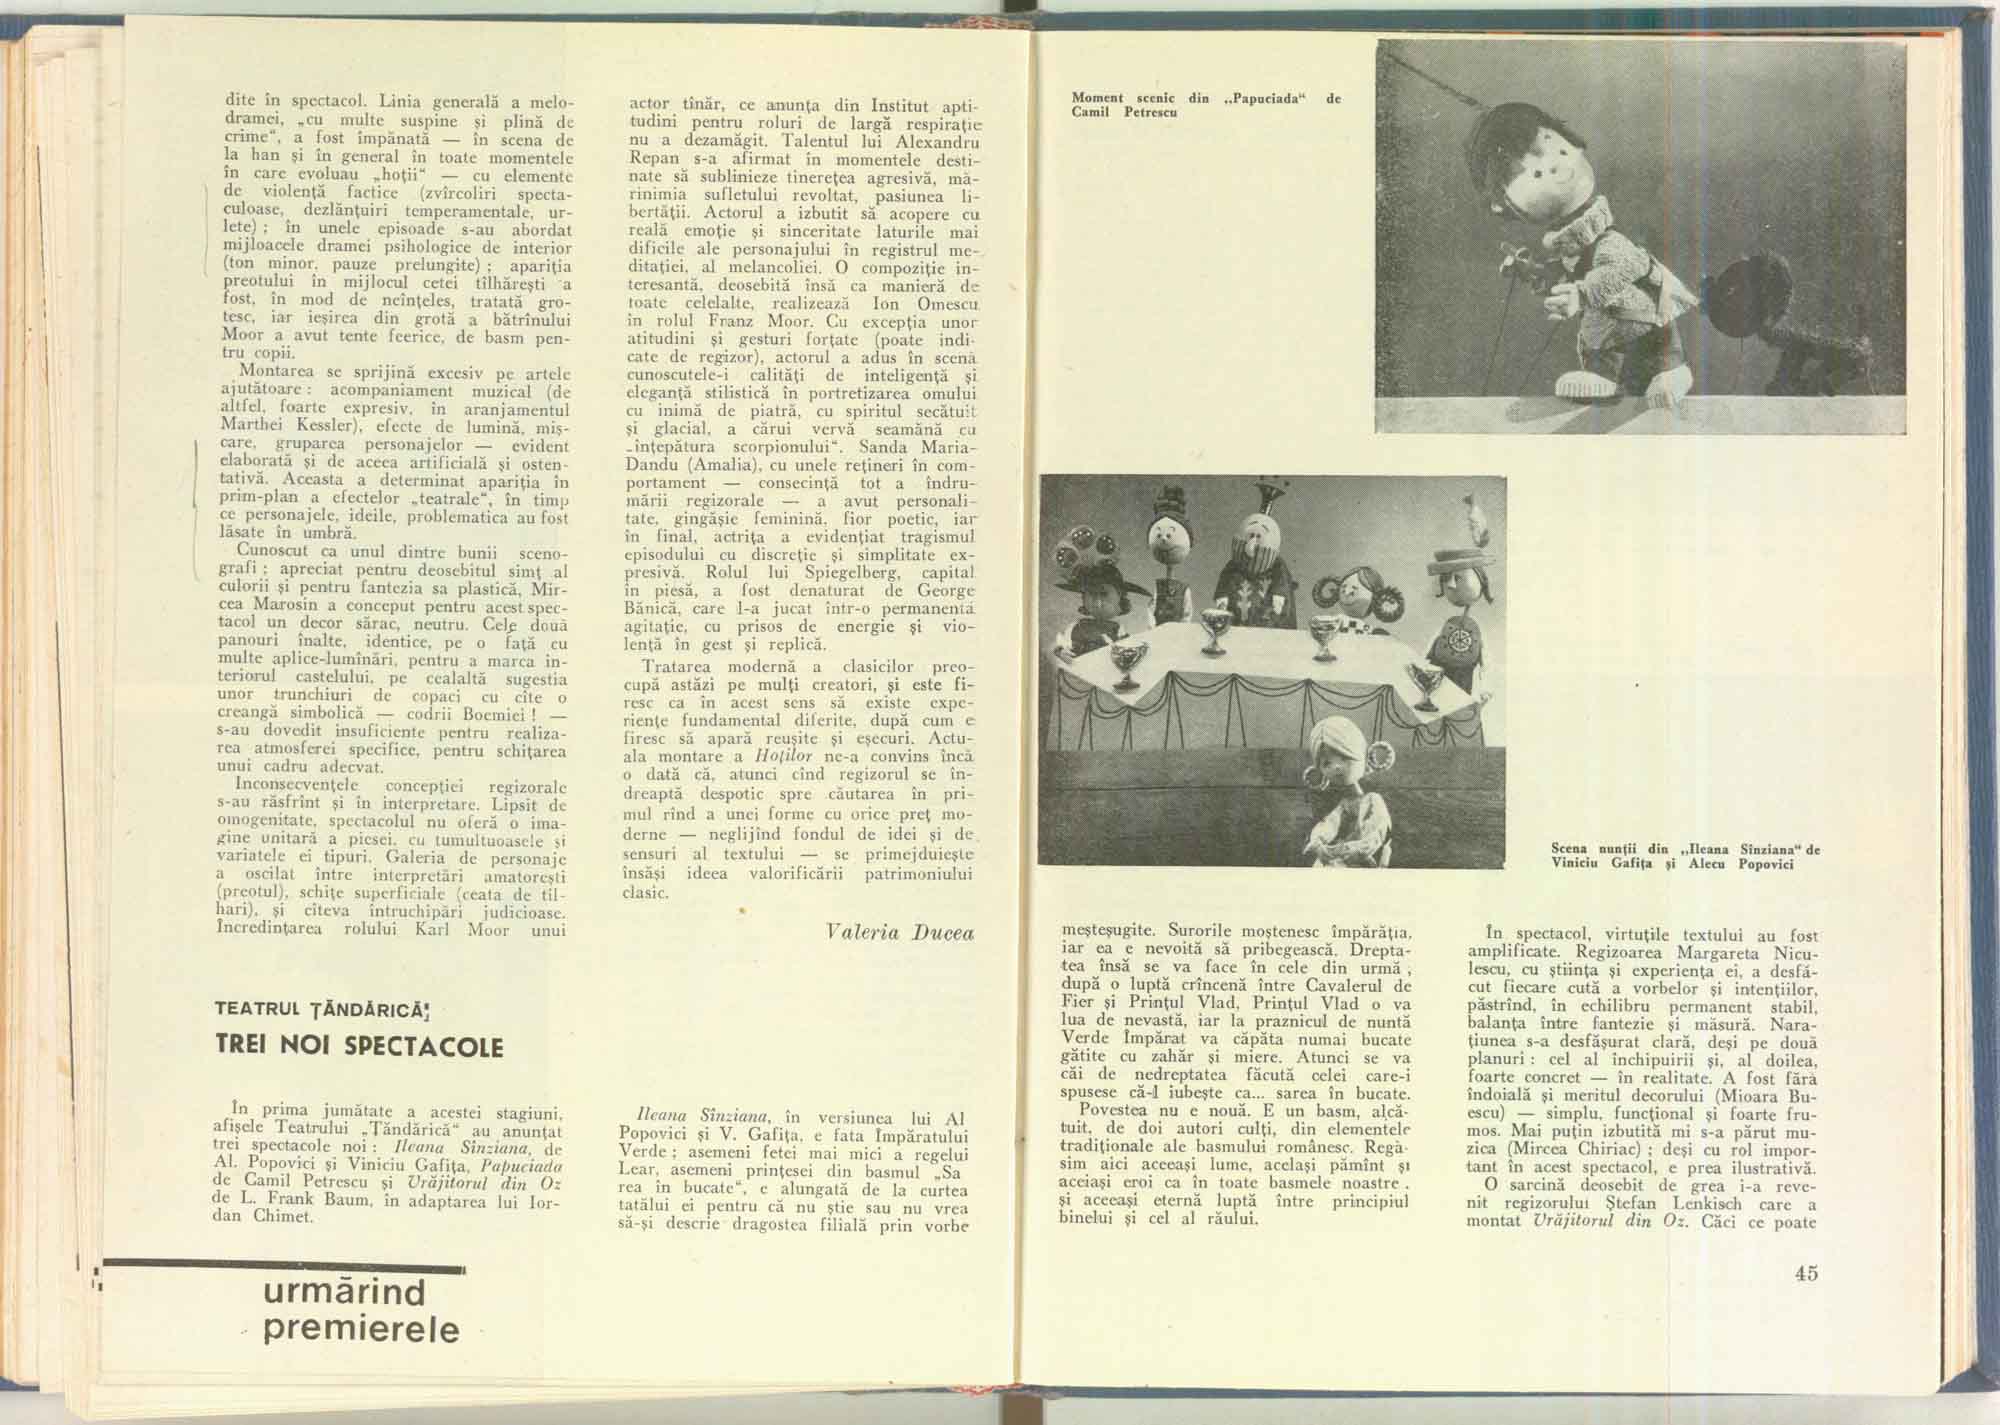 dite în spectacol. Linia generală a melo-
dramei, „cu multe suspine și plină de
crime“, a fost împănată — în scena de
la han și în general în toate momentele
în care evoluau „hoții“ — cu elemente
de violență factice (zvîrcoliri specta-
culoase, dezlănțuiri temperamentale, ur-
lete) ; în unele episoade s-au abordat
mijloacele dramei psihologice de interior
(ton minor, pauze prelungite) ; apariția
preotului în mijlocul cetei tîlhărești a
fost, în mod de neînțeles, tratată gro-
tesc, iar ieșirea din grotă a bătrînului
Moor a avut tente feerice, de basm pen-
tru copii.
Montarea se sprijină excesiv pe artele
ajutătoare : acompaniament muzical (de
altfel, foarte expresiv, în aranjamentul
Marthei Kessler), efecte de lumină, miș-
care, gruparea personajelor — evident
elaborată și de aceea artificială și osten-
tativă. Aceasta a determinat apariția în
prim-plan a efectelor „teatrale“, în timp
ce personajele, ideile, problematica au fost
lăsate în umbră.
Cunoscut ca unul dintre bunii sceno-
grafi ; apreciat pentru deosebitul simț al
culorii și pentru fantezia sa plastică, Mir-
cea Marosin a conceput pentru acest spec-
tacol un decor sărac, neutru. Cele două
panouri înalte, identice, pe o față cu
multe aplice-lumînări, pentru a marca in-
teriorul castelului, pe cealaltă sugestia
unor trunchiuri de copaci cu cîte o
creangă simbolică — codrii Boemiei ! —
s-au dovedit insuficiente pentru realiza-
rea atmosferei specifice, pentru schițarea
unui cadru adecvat.
Inconsecvențele concepției regizorale
s-au răsfrînt și în interpretare. Lipsit de
omogenitate, spectacolul nu oferă o ima-
gine unitară a piesei, cu tumultuoasele și
variatele ei tipuri. Galeria de personaje
a oscilat între interpretări amatorești
(preotul), schițe superficiale (ceata de tîl-
hari), și cîteva întruchipări judicioase.
Încredințarea rolului Karl Moor unui
actor tînăr, ce anunța din Institut apti-
tudini pentru roluri de largă respirație
nu a dezamăgit. Talentul lui Alexandru
Repan s-a afirmat în momentele desti-
nate să sublinieze tinerețea agresivă, mă-
rinimia sufletului revoltat, pasiunea li-
bertății. Actorul a izbutit să acopere cu
reală emoție și sinceritate laturile mai
dificile ale personajului în registrul me-
ditației, al melancoliei. O compoziție in-
teresantă, deosebită însă ca manieră de
toate celelalte, realizează Ion Omescu
în rolul Franz Moor. Cu excepția unor
atitudini și gesturi forțate (poate indi-
cate de regizor), actorul a adus în scenă
cunoscutele-i calități de inteligență și
eleganță stilistică în portretizarea omului
cu inimă de piatră, cu spiritul secătuit
și glacial, a cărui vervă seamănă cu
„înțepătura scorpionului“. Sanda Maria-
Dandu (Amalia), cu unele rețineri în com-
portament — consecință tot a îndru-
mării regizorale — a avut personali-
tate, gingășie feminină, fior poetic, iar
în final, actrița a evidențiat tragismul
episodului cu discreție și simplitate ex-
presivă. Rolul lui Spiegelberg, capital
în piesă, a fost denaturat de George
Bănică, care l-a jucat într-o permanentă
agitație, cu prisos de energie și vio-
lență în gest și replică.
Tratarea modernă a clasicilor preo-
cupă astăzi pe mulți creatori, și este fi-
resc ca în acest sens să existe expe-
riențe fundamental diferite, după cum e
firesc să apară reușite și eșecuri. Actu-
ala montare a Hoților ne-a convins încă
o dată că, atunci cînd regizorul se în-
dreaptă despotic spre căutarea în pri-
mul rînd a unei forme cu orice preț mo-
derne — neglijînd fondul de idei și de
sensuri al textului — se primejduiește
însăși ideea valorificării patrimoniului
clasic.
Valeria Ducea
TEATRUL ȚĂNDĂRICĂ:
TREI NOI SPECTACOLE
În prima jumătate a acestei stagiuni,
afișele Teatrului „Țăndărică“ au anunțat
trei spectacole noi : Ileana Sînziana, de
Al. Popovici și Viniciu Gafița, Papuciada
de Camil Petrescu și Vrăjitorul din Oz
de L. Frank Baum, în adaptarea lui Ior-
dan Chimet.
Ileana Sînziana, în versiunea lui Al
Popovici și V. Gafița, e fata Împăratului
Verde ; asemeni fetei mai mici a regelui
Lear, asemeni prințesei din basmul „Sa
rea în bucate“, e alungată de la curtea
tatălui ei pentru că nu știe sau nu vrea
să-și descrie dragostea filială prin vorbe
urmărind
premierele
Moment scenic din „Papuciada“ de
Camil Petrescu
Scena nunții din „Ileana Sînziana“ de
Viniciu Gafița și Alecu Popovici
meșteșugite. Surorile moștenesc împărăția,
iar ea e nevoită să pribegească. Drepta-
tea însă se va face în cele din urmă ,
după o luptă crîncenă între Cavalerul de
Fier și Prințul Vlad, Prințul Vlad o va
lua de nevastă, iar la praznicul de nuntă
Verde Împărat va căpăta numai bucate
gătite cu zahăr și miere. Atunci se va
căi de nedreptatea făcută celei care-i
spusese că-l iubește ca... sarea în bucate.
Povestea nu e nouă. E un basm, alcă-
tuit, de doi autori culți, din elementele
tradiționale ale basmului românesc. Regă-
sim aici aceeași lume, același pămînt și
aceiași eroi ca în toate basmele noastre .
și aceeași eternă luptă între principiul
binelui și cel al răului.
În spectacol, virtuțile textului au fost
amplificate. Regizoarea Margareta Nicu-
lescu, cu știința și experiența ei, a desfă-
cut fiecare cută a vorbelor și intențiilor,
păstrînd, în echilibru permanent stabil,
balanța între fantezie și măsură. Nara-
țiunea s-a desfășurat clară, deși pe două
planuri : cel al închipuirii și, al doilea,
foarte concret — în realitate. A fost fără
îndoială și meritul decorului (Mioara Bu-
escu) — simplu, funcțional și foarte fru-
mos. Mai puțin izbutită mi s-a părut mu-
zica (Mircea Chiriac) ; deși cu rol impor-
tant în acest spectacol, e prea ilustrativă.
O sarcină deosebit de grea i-a reve-
nit regizorului Ștefan Lenkisch care a
montat Vrăjitorul din Oz. Căci ce poate
45